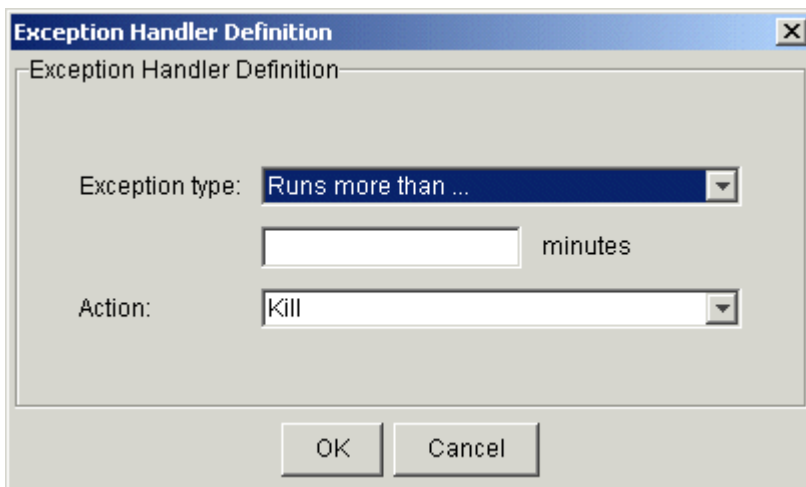 Exception Handler Definition
Exception Handler Definition
Exception type: Runs more than ...
minutes
Action: Kill
OK Cancel